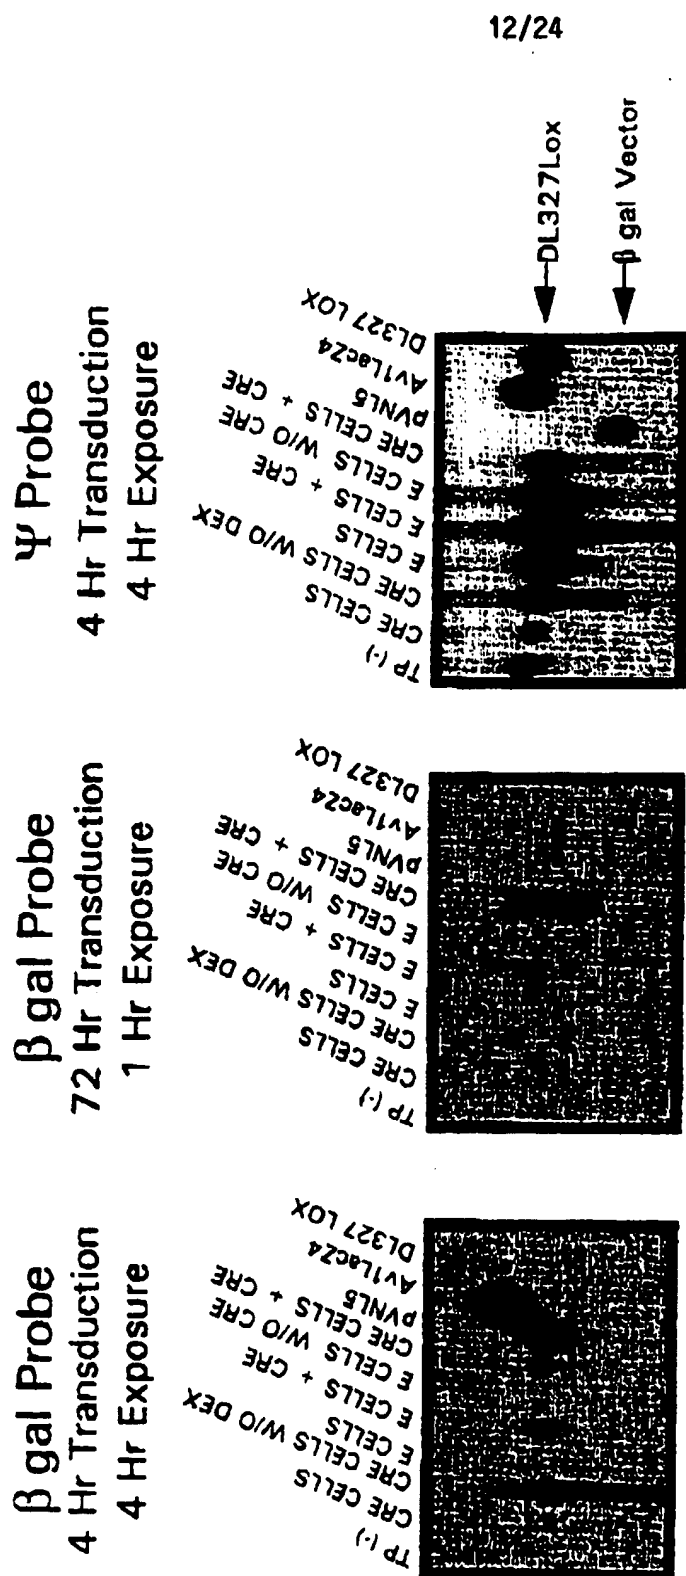 12/24
β gal Probe
4 Hr Transduction
4 Hr Exposure
TP (-)
CRE CELLS
CRE CELLS W/O DEX
E CELLS
E CELLS + CRE
E CELLS W/O CRE
CRE CELLS + CRE
pVNL5
Av1LacZ4
DL327 LOX
β gal Probe
72 Hr Transduction
1 Hr Exposure
TP (-)
CRE CELLS
CRE CELLS W/O DEX
E CELLS
E CELLS + CRE
E CELLS W/O CRE
CRE CELLS + CRE
pVNL5
Av1LacZ4
DL327 LOX
Ψ Probe
4 Hr Transduction
4 Hr Exposure
TP (-)
CRE CELLS
CRE CELLS W/O DEX
E CELLS
E CELLS + CRE
E CELLS W/O CRE
CRE CELLS + CRE
pVNL5
Av1LacZ4
DL327 LOX
DL327Lox
β gal Vector